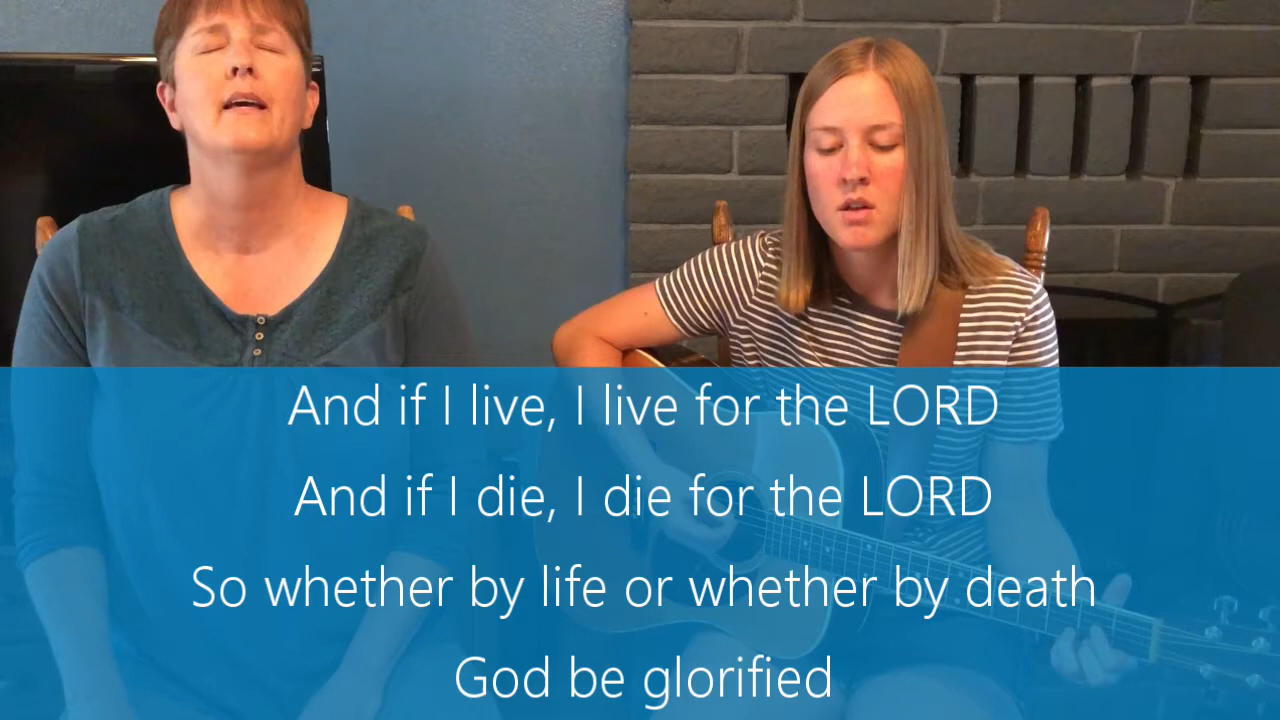 And if I live, I live for the LORD
And if I die, I die for the LORD
So whether by life or whether by death
God be glorified